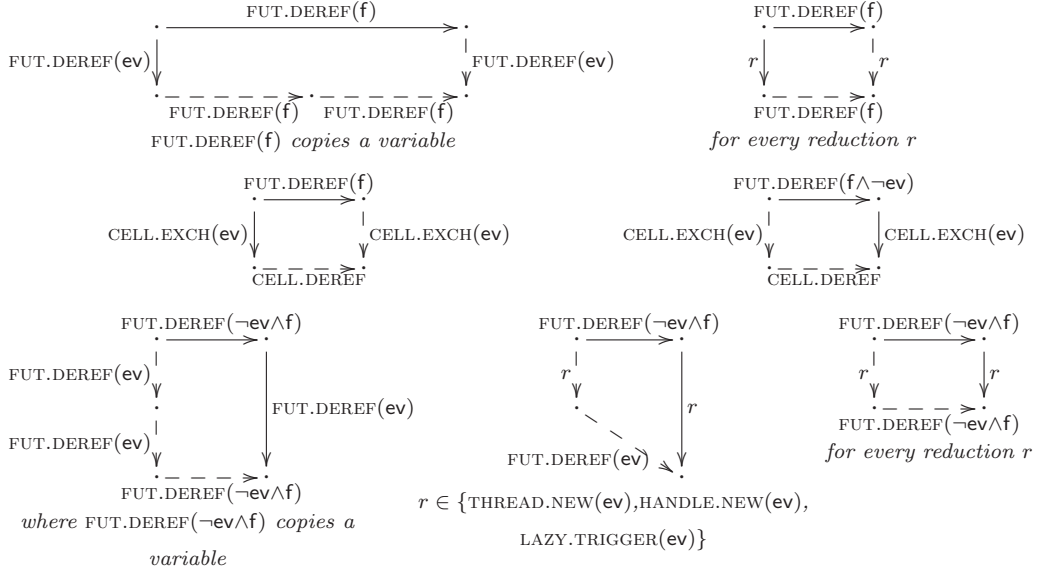 FUT.DEREF(f) FUT.DEREF(f)
FUT.DEREF(ev) FUT.DEREF(ev) r r
FUT.DEREF(f) FUT.DEREF(f) FUT.DEREF(f)
FUT.DEREF(f) copies a variable for every reduction r
FUT.DEREF(f) FUT.DEREF(f∧¬ev)
CELL.EXCH(ev) CELL.EXCH(ev) CELL.EXCH(ev) CELL.EXCH(ev)
CELL.DEREF CELL.DEREF
FUT.DEREF(¬ev∧f) FUT.DEREF(¬ev∧f) FUT.DEREF(¬ev∧f)
FUT.DEREF(ev) r r r
FUT.DEREF(ev) r FUT.DEREF(¬ev∧f)
FUT.DEREF(ev) FUT.DEREF(ev) for every reduction r
FUT.DEREF(¬ev∧f) r ∈ {THREAD.NEW(ev),HANDLE.NEW(ev),
where FUT.DEREF(¬ev∧f) copies a LAZY.TRIGGER(ev)}
variable